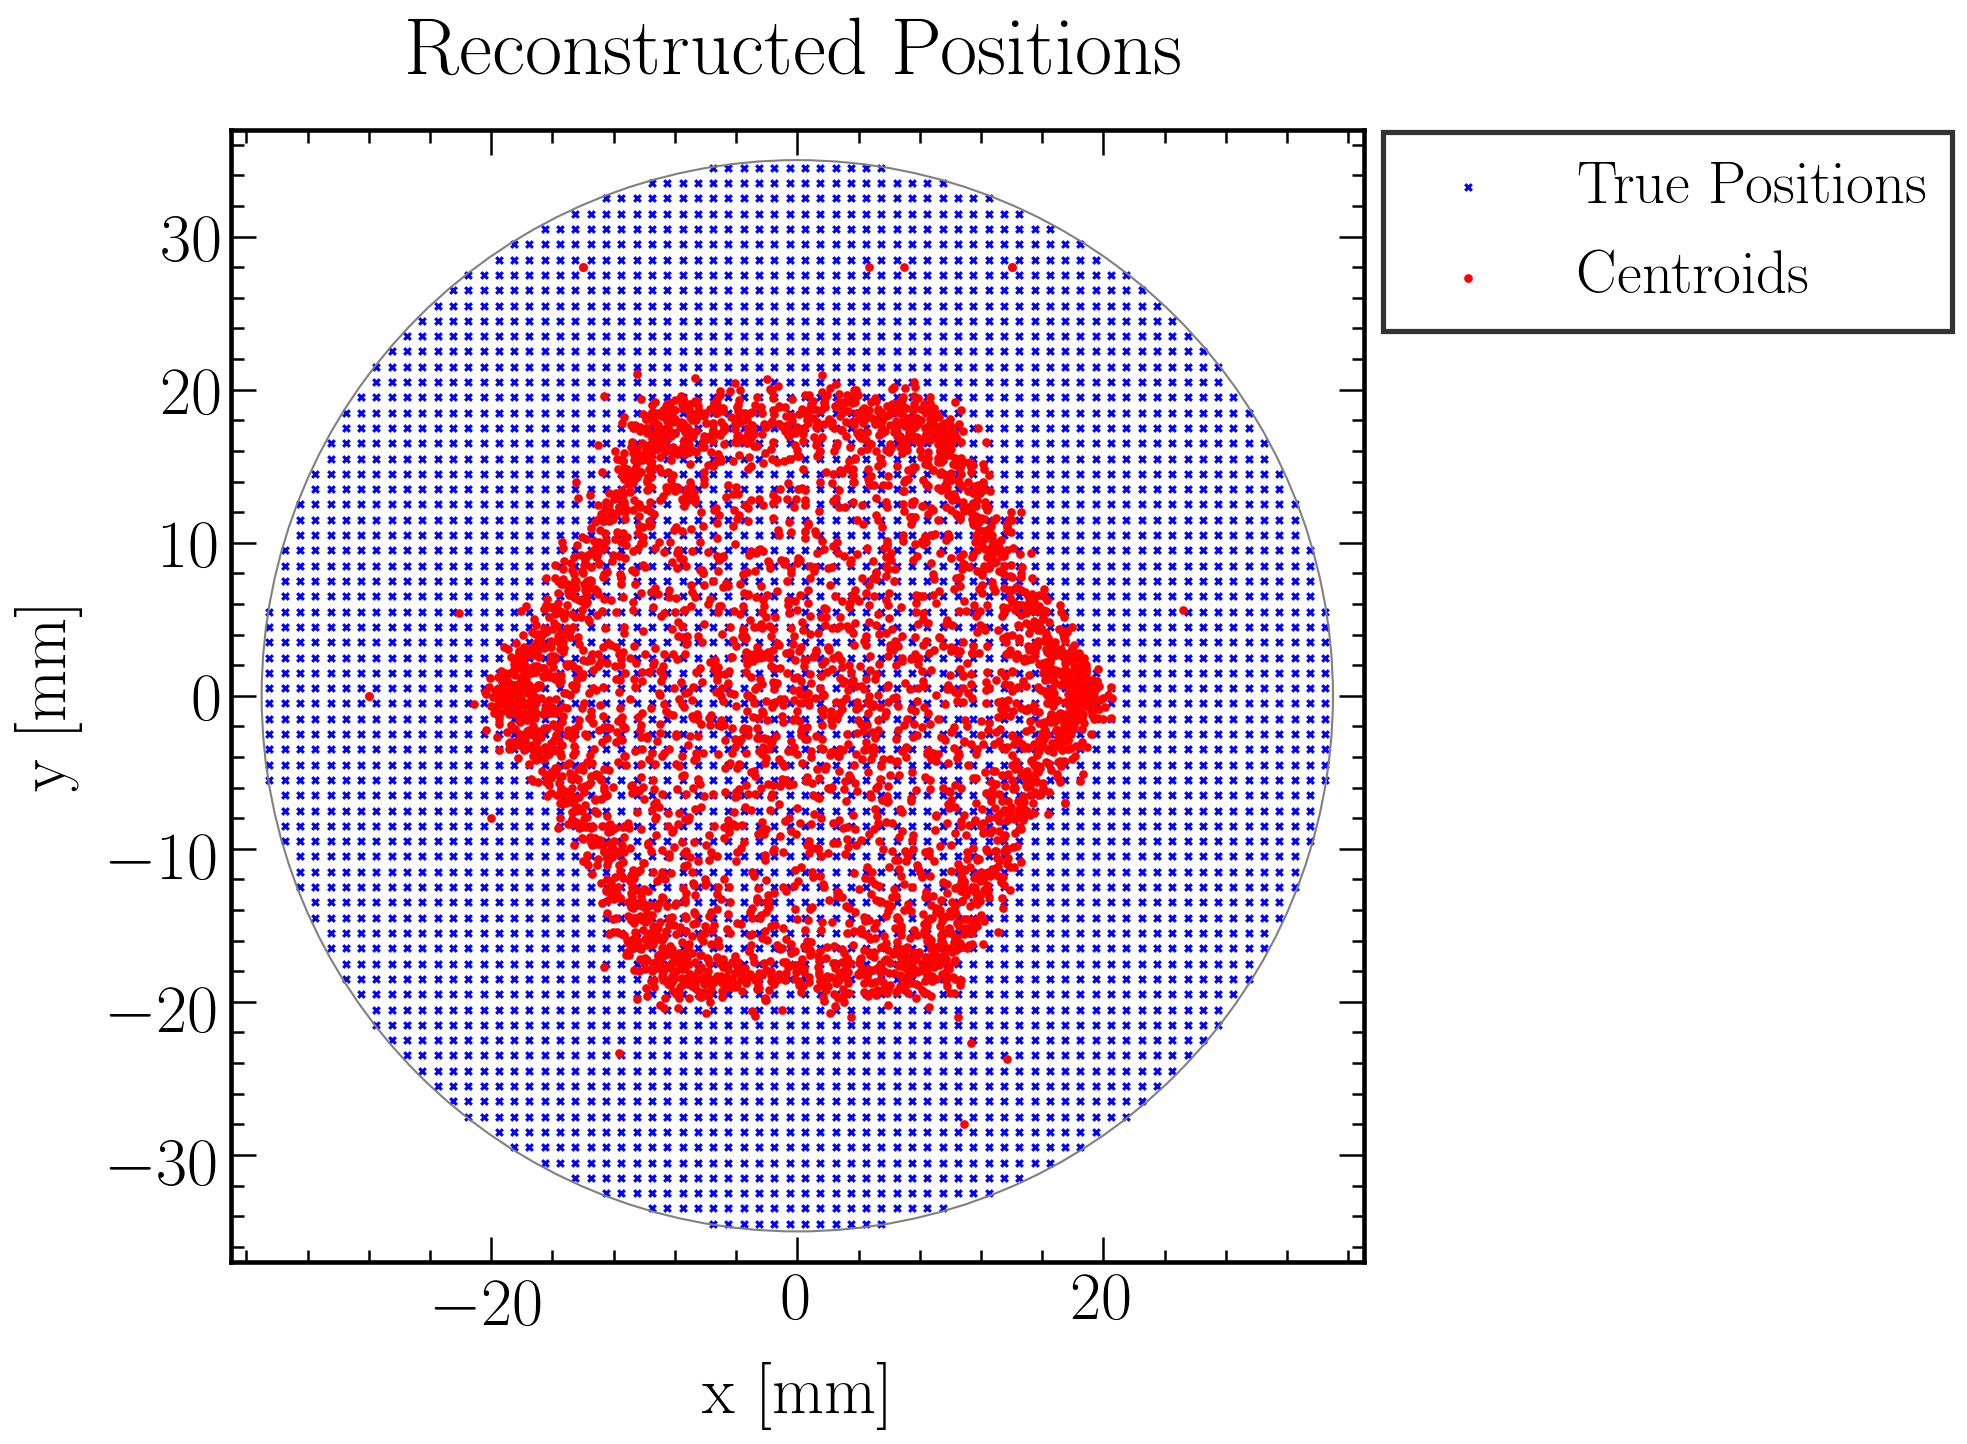 Reconstructed Positions
True Positions
Centroids
30
20
10
0
−10
−20
−30
y [mm]
−20 0 20
x [mm]